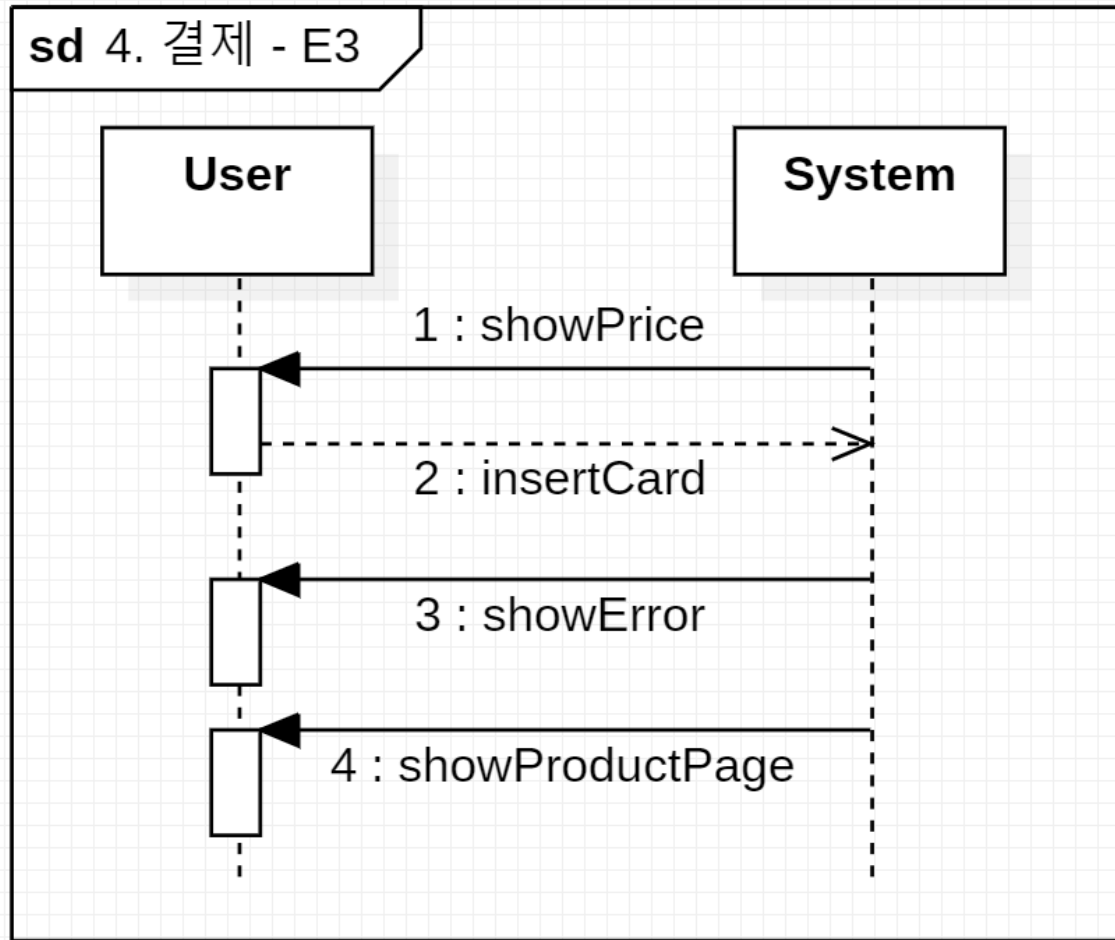 sd 4. 결제 - E3
User
System
1 : showPrice
2 : insertCard
3 : showError
4 : showProductPage